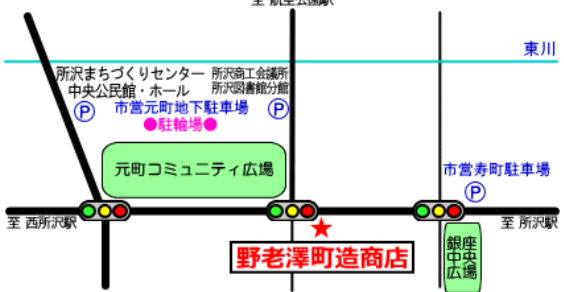 至 航空公園駅
東川
所沢まちづくりセンター
中央公民館・ホール
所沢商工会議所
所沢図書館分館
P
市営元町地下駐車場
P
●駐輪場●
元町コミュニティ広場
市営寿町駐車場
P
至 西所沢駅
至 所沢駅
野老澤町造商店
銀座
中央
広場